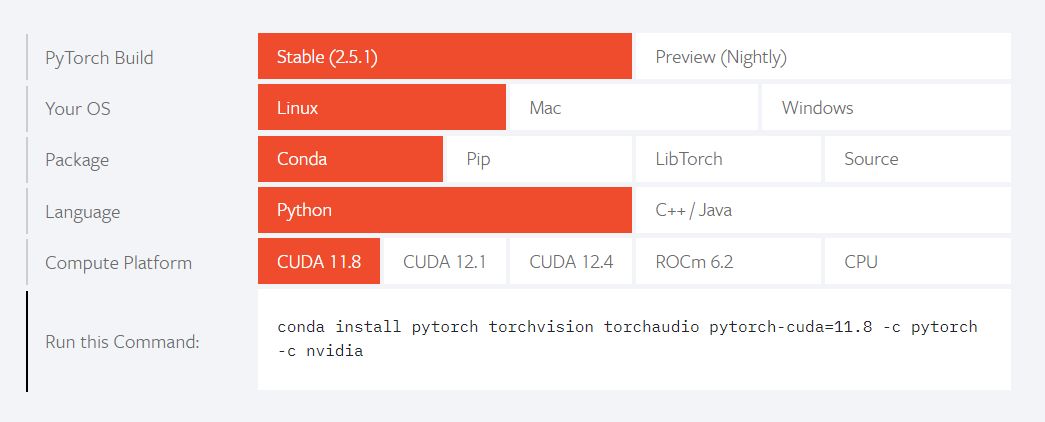 PyTorch Build Stable (2.5.1) Preview (Nightly)
Your OS Linux Mac Windows
Package Conda Pip LibTorch Source
Language Python C++ / Java
Compute Platform CUDA 11.8 CUDA 12.1 CUDA 12.4 ROCm 6.2 CPU
Run this Command: conda install pytorch torchvision torchaudio pytorch-cuda=11.8 -c pytorch
-c nvidia